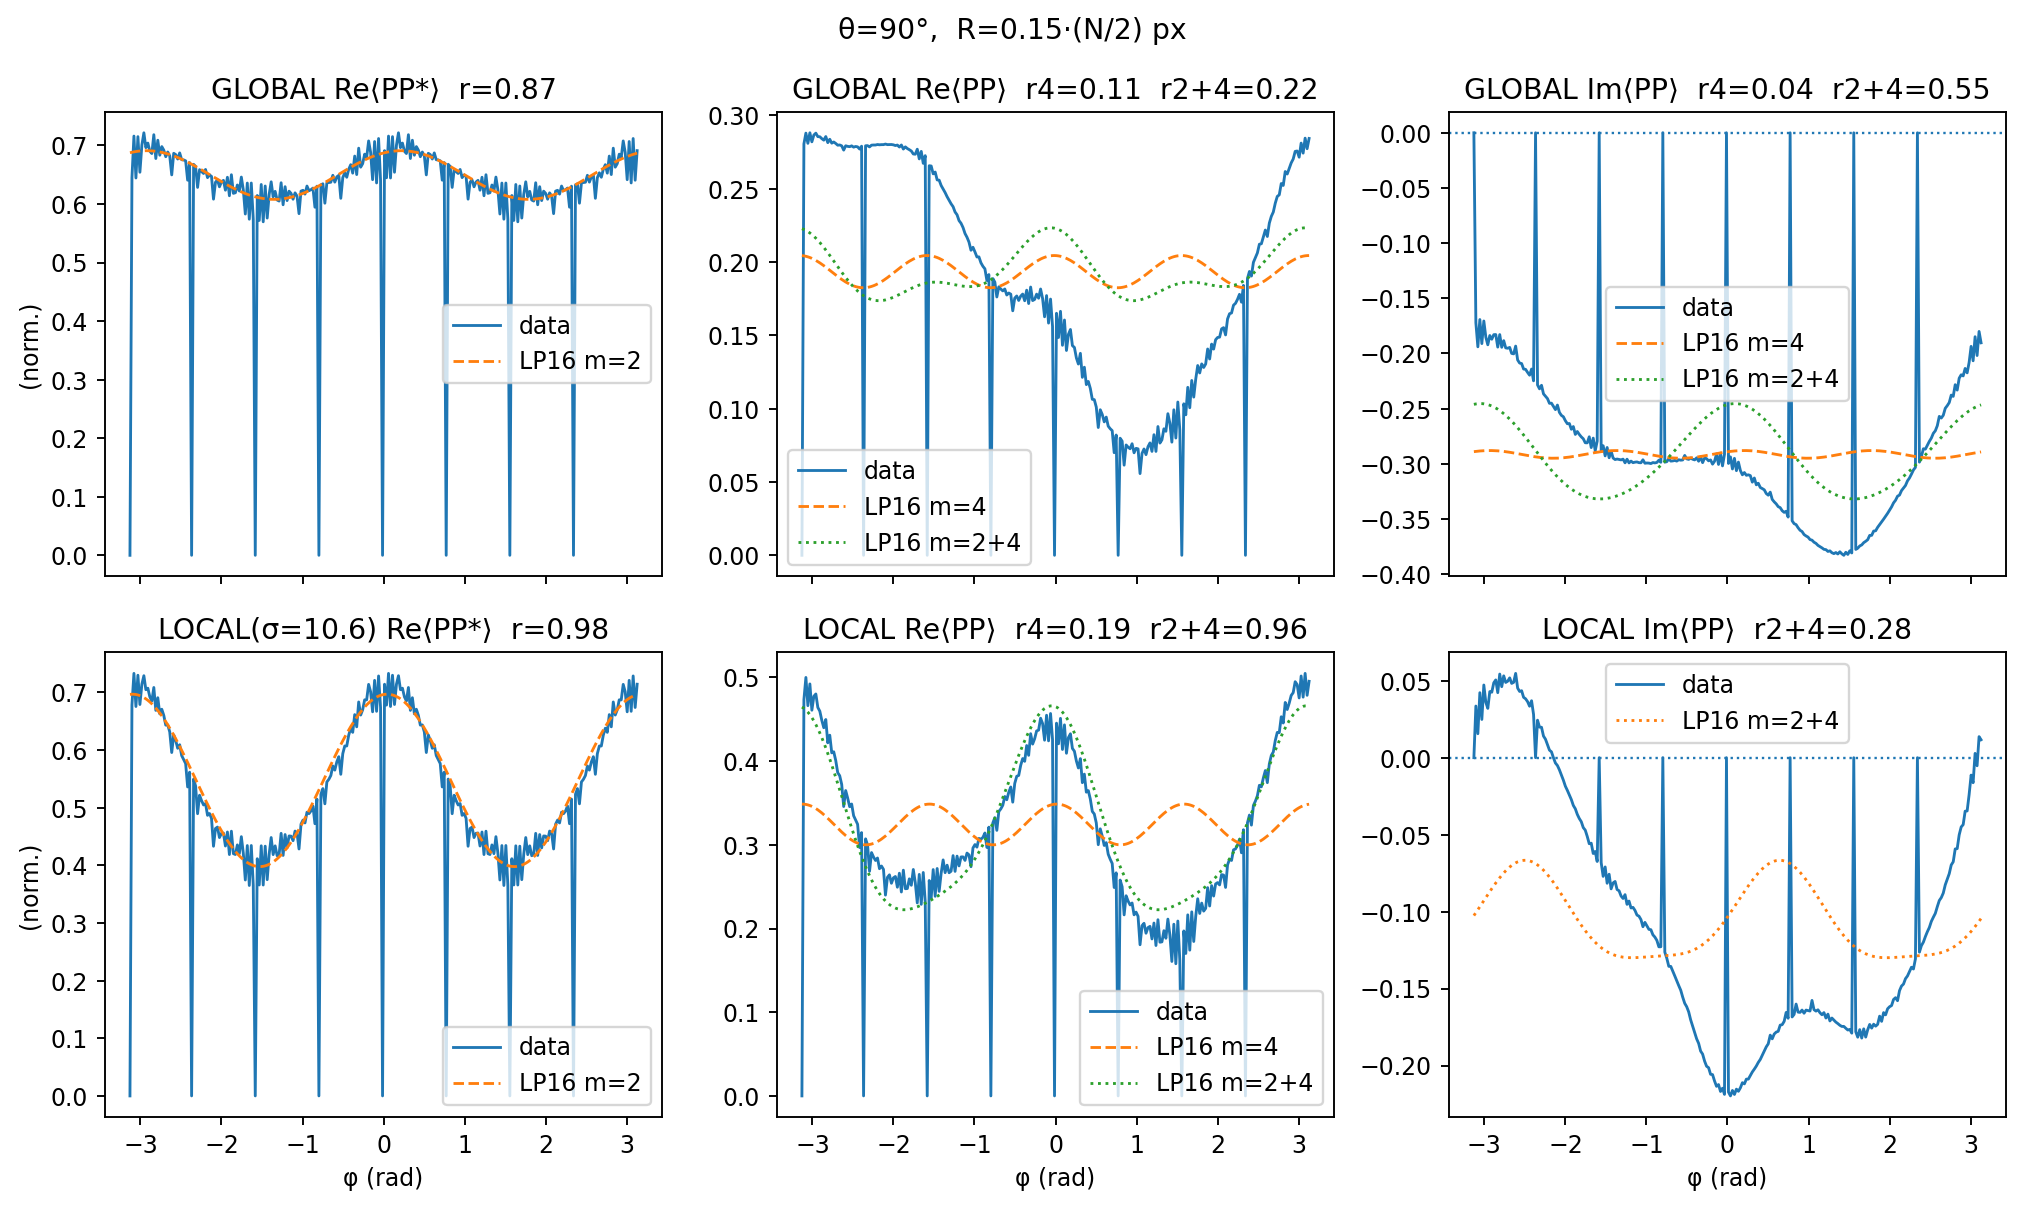 θ=90°,  R=0.15·(N/2) px
GLOBAL Re⟨PP*⟩  r=0.87
0.7
0.6
0.5
0.4
0.3
0.2
0.1
0.0
(norm.)
data
LP16 m=2
GLOBAL Re⟨PP⟩  r4=0.11  r2+4=0.22
0.30
0.25
0.20
0.15
0.10
0.05
0.00
data
LP16 m=4
LP16 m=2+4
GLOBAL Im⟨PP⟩  r4=0.04  r2+4=0.55
0.00
−0.05
−0.10
−0.15
−0.20
−0.25
−0.30
−0.35
−0.40
data
LP16 m=4
LP16 m=2+4
LOCAL(σ=10.6) Re⟨PP*⟩  r=0.98
0.7
0.6
0.5
0.4
0.3
0.2
0.1
0.0
(norm.)
data
LP16 m=2
−3 −2 −1 0 1 2 3
φ (rad)
LOCAL Re⟨PP⟩  r4=0.19  r2+4=0.96
0.5
0.4
0.3
0.2
0.1
0.0
data
LP16 m=4
LP16 m=2+4
−3 −2 −1 0 1 2 3
φ (rad)
LOCAL Im⟨PP⟩  r2+4=0.28
0.05
0.00
−0.05
−0.10
−0.15
−0.20
data
LP16 m=2+4
−3 −2 −1 0 1 2 3
φ (rad)